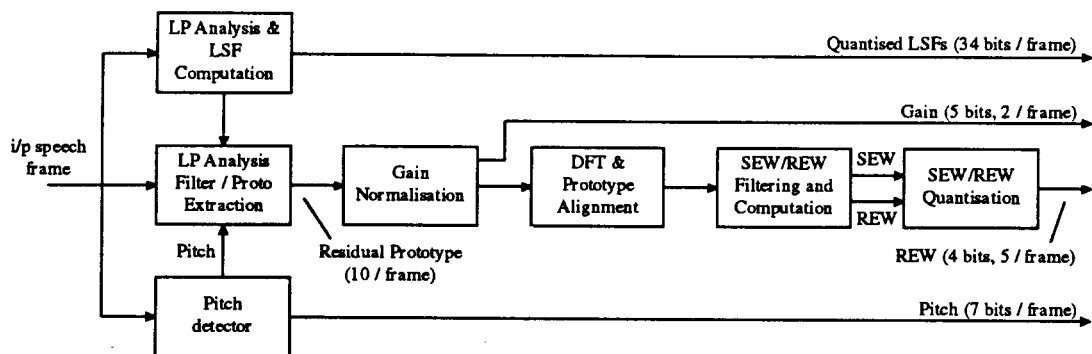 LP Analysis &
LSF
Computation
Quantised LSFs (34 bits / frame)
Gain (5 bits, 2 / frame)
i/p speech
frame
LP Analysis
Filter / Proto
Extraction
Gain
Normalisation
DFT &
Prototype
Alignment
SEW/REW
Filtering and
Computation
SEW
REW
SEW/REW
Quantisation
Pitch
Residual Prototype
(10 / frame)
REW (4 bits, 5 / frame)
Pitch
detector
Pitch (7 bits / frame)